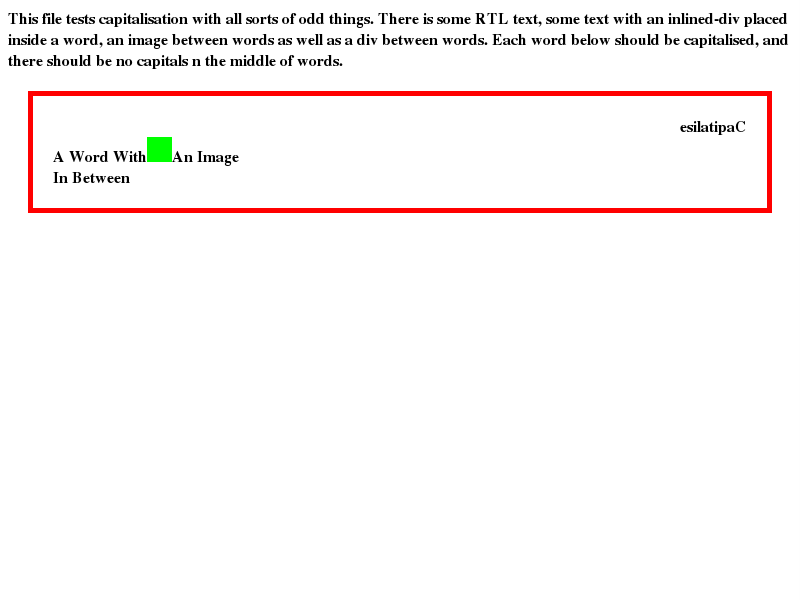 This file tests capitalisation with all sorts of odd things. There is some RTL text, some text with an inlined-div placed
inside a word, an image between words as well as a div between words. Each word below should be capitalised, and
there should be no capitals n the middle of words.
esilatipaC
A Word With An Image
In Between